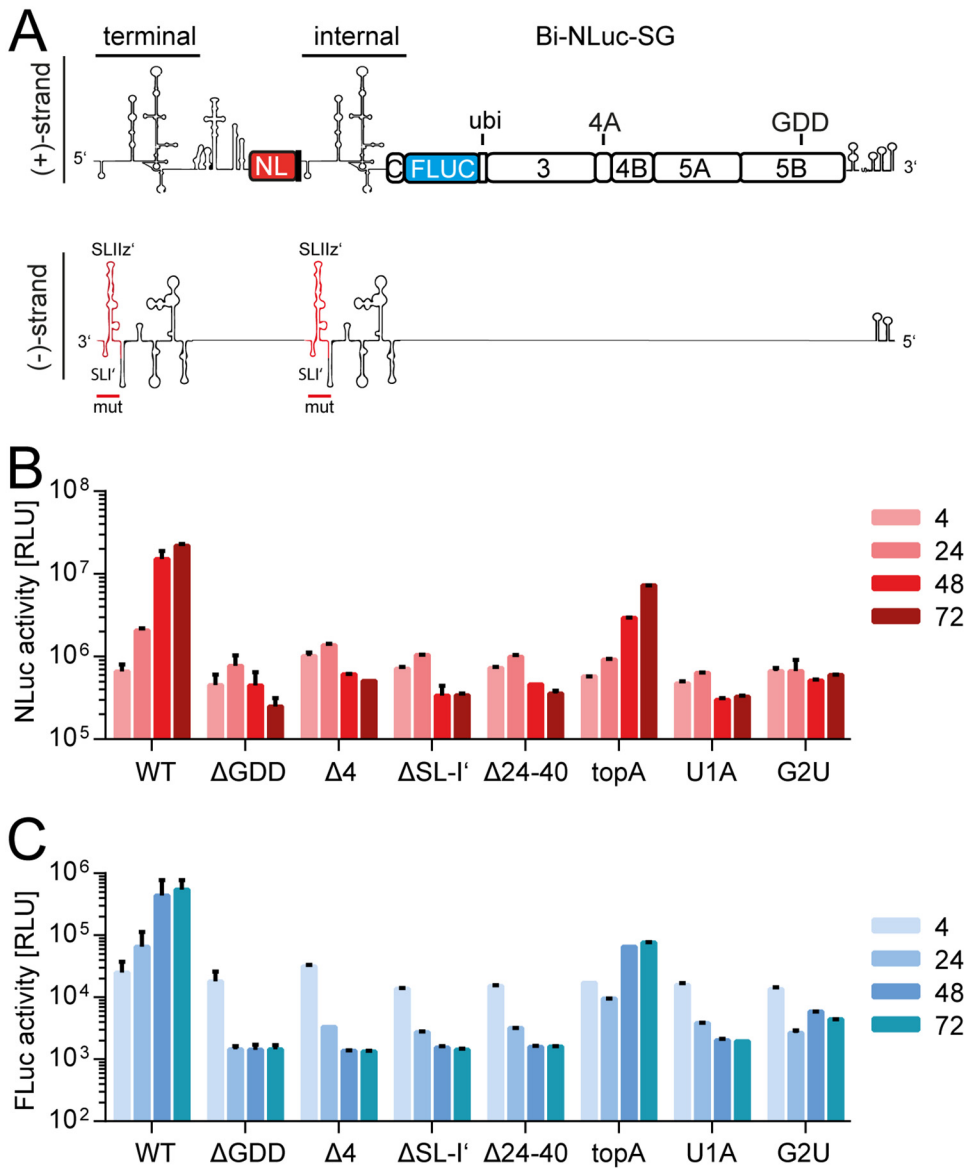 A
terminal internal Bi-NLuc-SG
(+)-strand
ubi 4A GDD
5‘ NL C FLUC 3 4B 5A 5B 3‘
(-)-strand
SLIIz‘ SLIIz‘
3‘ 5‘
SLI‘ SLI‘
mut mut
B
NLuc activity [RLU]
10^8
10^7
10^6
10^5
WT ΔGDD Δ4 ΔSL-I‘ Δ24-40 topA U1A G2U
4
24
48
72
C
FLuc activity [RLU]
10^6
10^5
10^4
10^3
10^2
WT ΔGDD Δ4 ΔSL-I‘ Δ24-40 topA U1A G2U
4
24
48
72